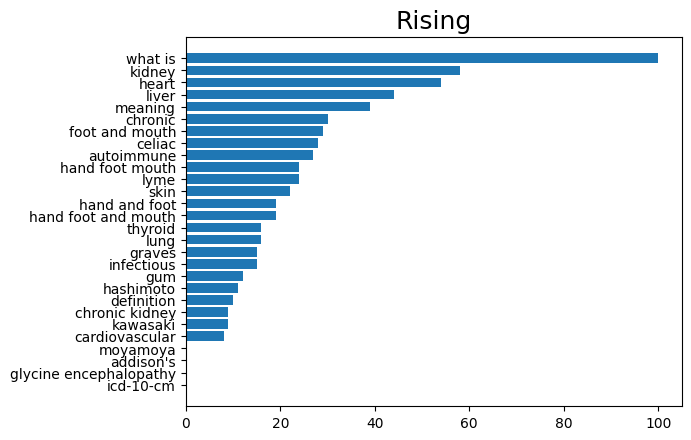 Rising
what is
kidney
heart
liver
meaning
chronic
foot and mouth
celiac
autoimmune
hand foot mouth
lyme
skin
hand and foot
hand foot and mouth
thyroid
lung
graves
infectious
gum
hashimoto
definition
chronic kidney
kawasaki
cardiovascular
moyamoya
addison's
glycine encephalopathy
icd-10-cm
0 20 40 60 80 100